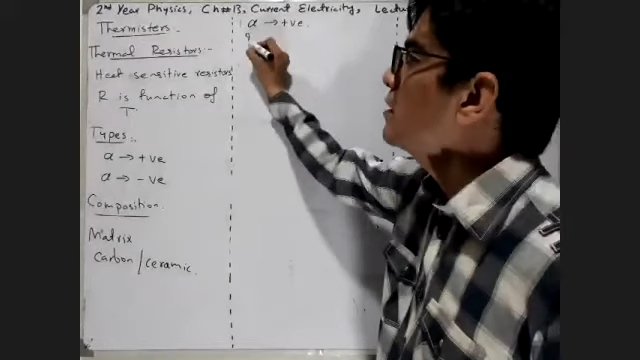 2nd Year Physics, Ch#13, Current Electricity, Lectu
Thermisters
Thermal Resistors:-
Heat sensitive resistors
R is function of
T
Types:
α → +ve
α → -ve
Composition.
Matrix
Carbon/ceramic.
α → +ve.